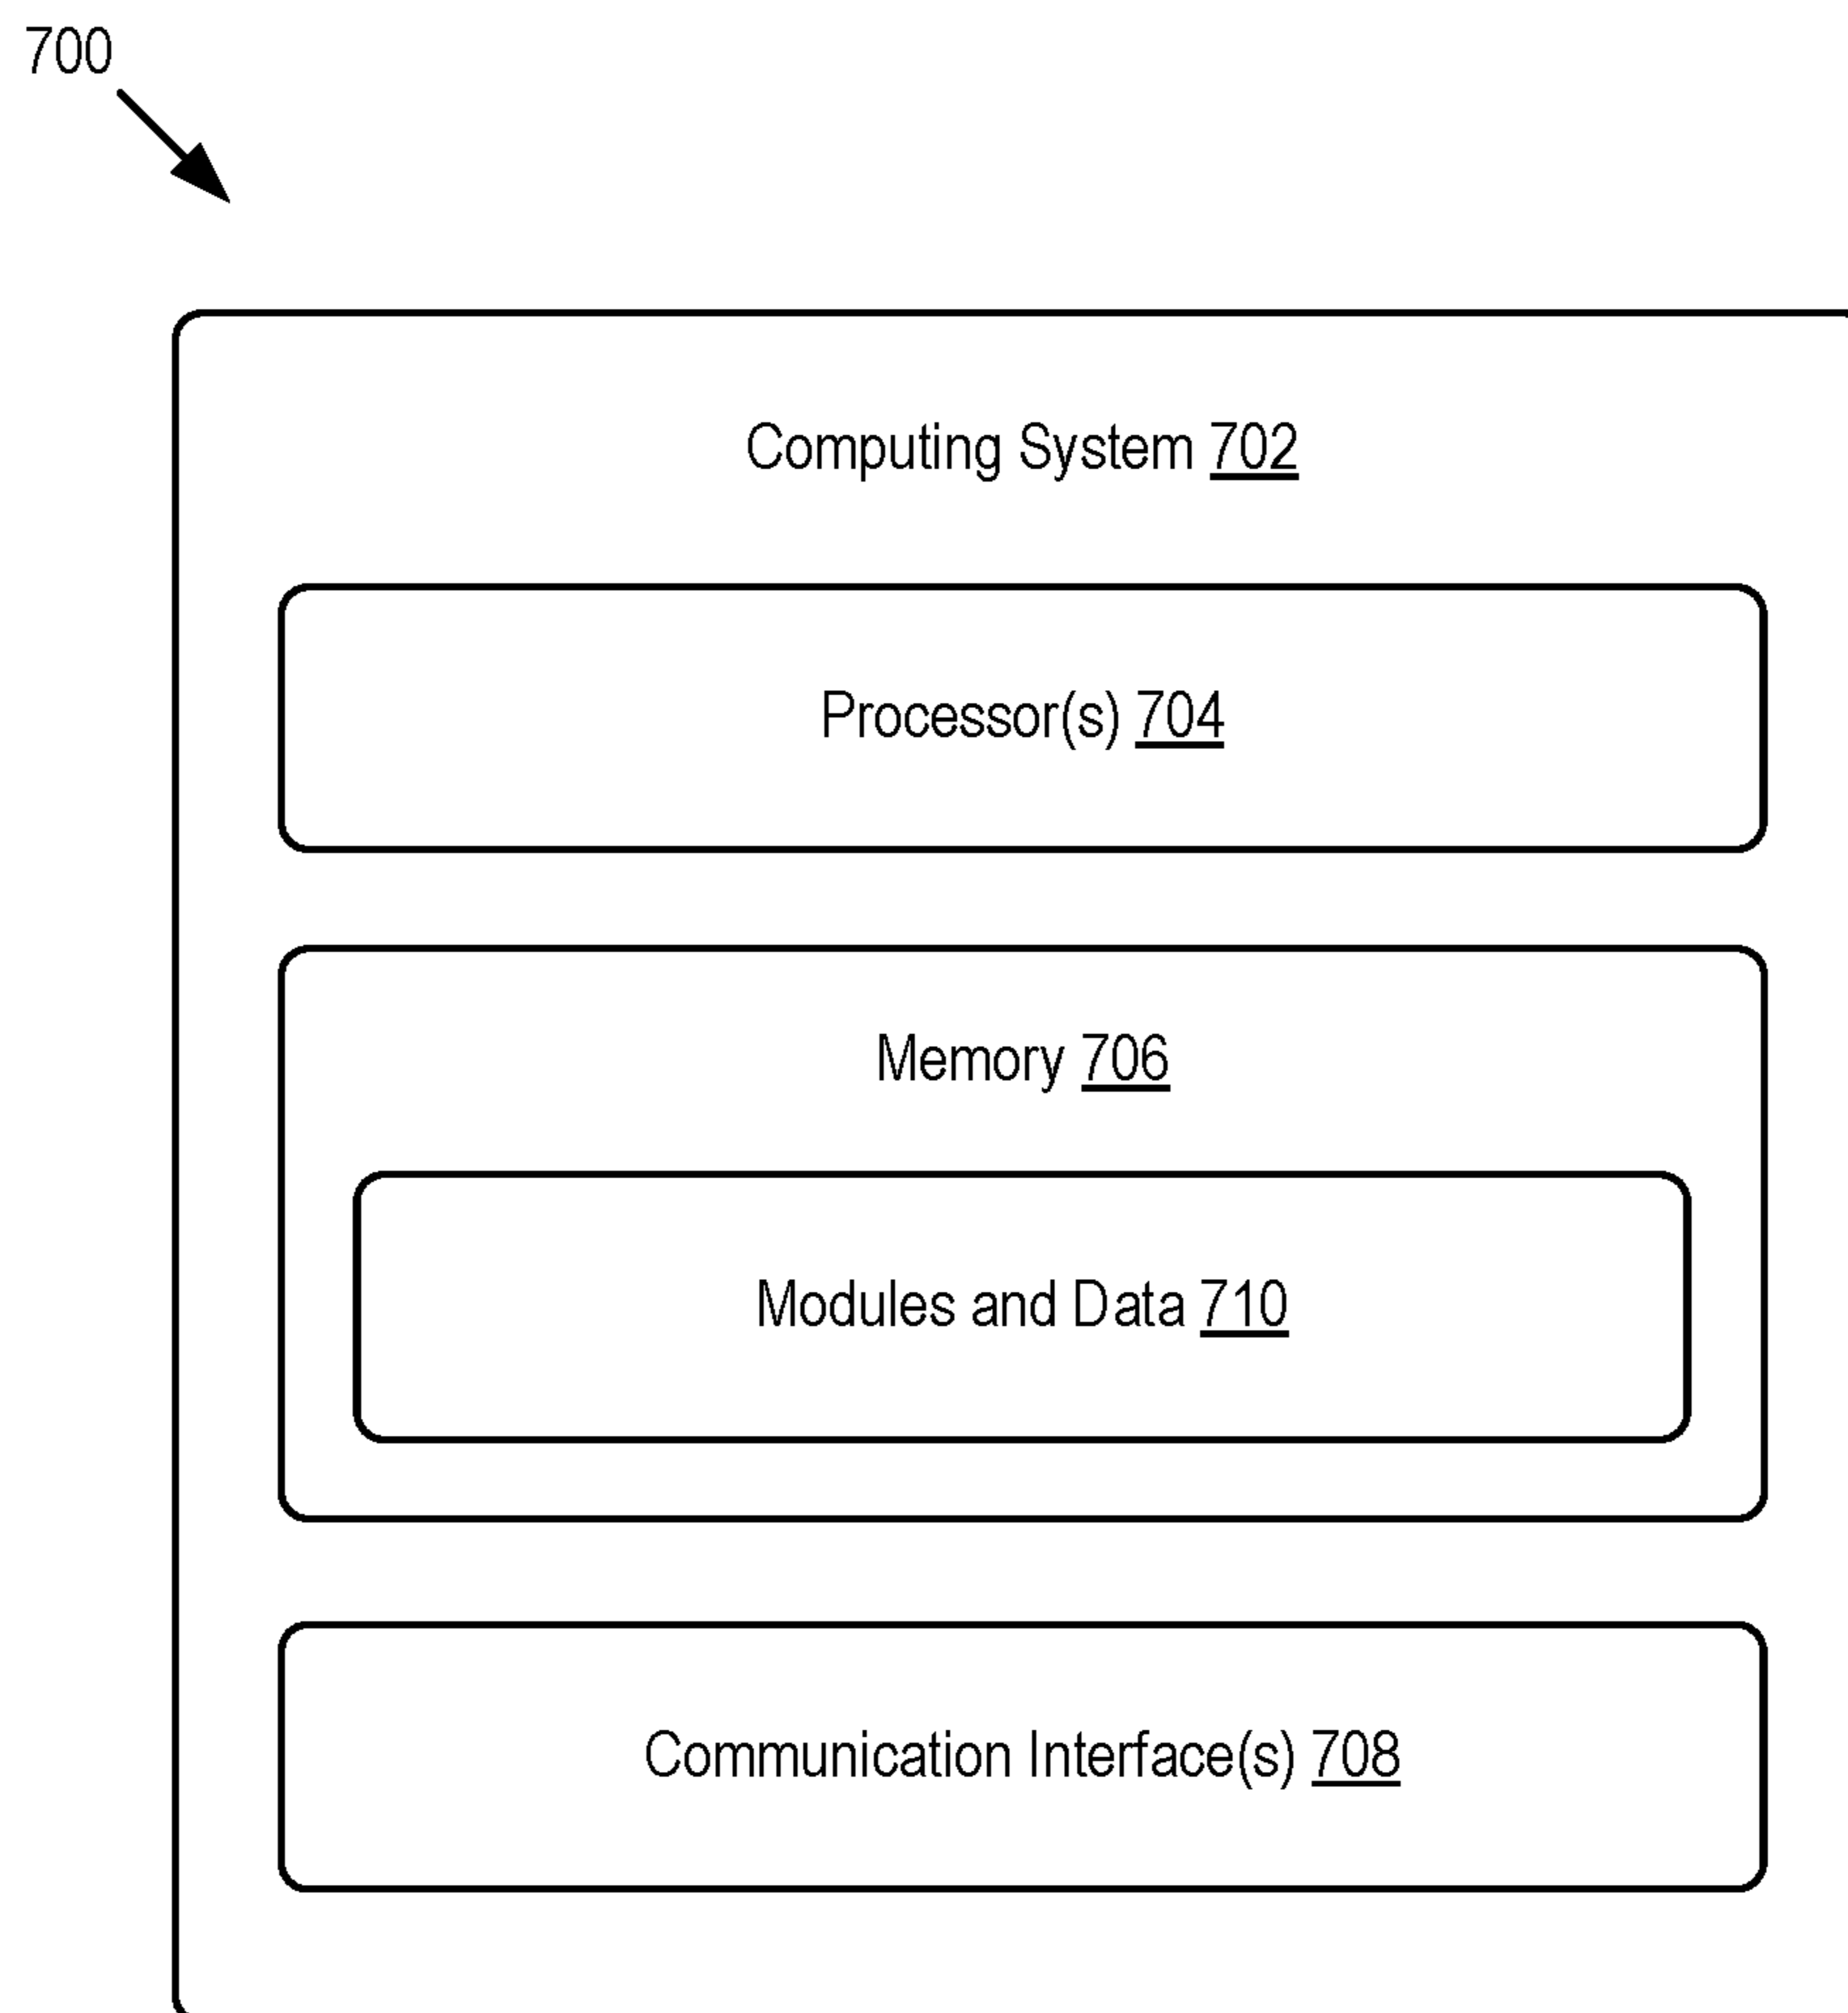 700
Computing System 702
Processor(s) 704
Memory 706
Modules and Data 710
Communication Interface(s) 708